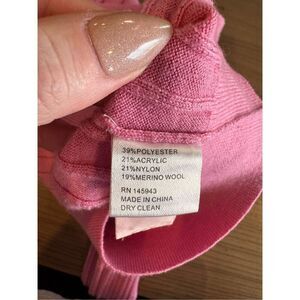 39%POLYESTER
21%ACRYLIC
21%NYLON
19%MERINO WOOL
RN 145943
MADE IN CHINA
DRY CLEAN